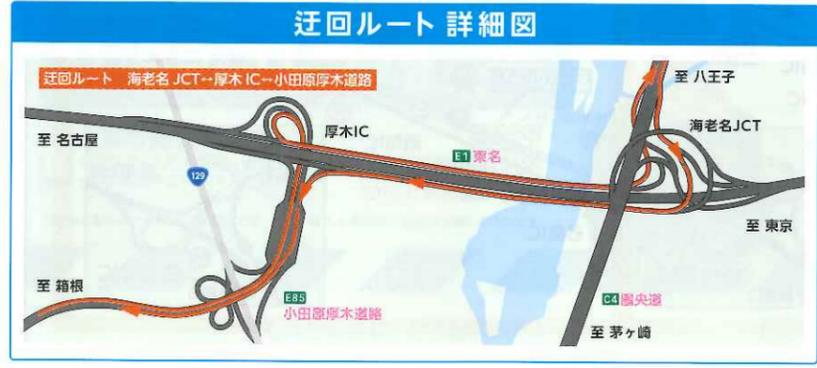 迂回ルート 詳細図
迂回ルート 海老名JCT↔厚木IC↔小田原厚木道路
至 八王子
至 名古屋
厚木IC
海老名JCT
E1 東名
129
至 東京
至 箱根
E85
小田原厚木道路
C4 圏央道
至 茅ヶ崎